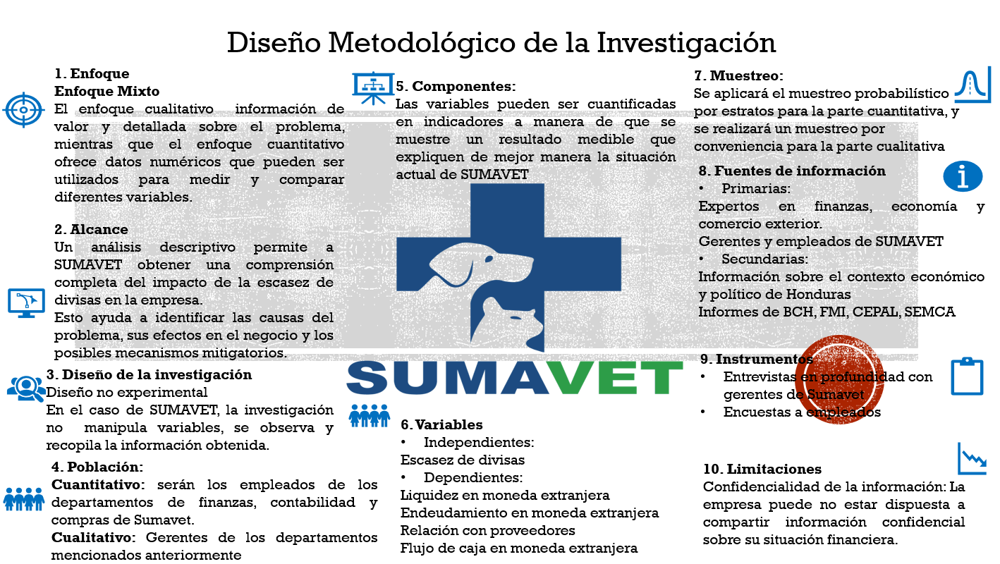 Diseño Metodológico de la Investigación
1. Enfoque
Enfoque Mixto
El enfoque cualitativo información de
valor y detallada sobre el problema,
mientras que el enfoque cuantitativo
ofrece datos numéricos que pueden ser
utilizados para medir y comparar
diferentes variables.
2. Alcance
Un análisis descriptivo permite a
SUMAVET obtener una comprensión
completa del impacto de la escasez de
divisas en la empresa.
Esto ayuda a identificar las causas del
problema, sus efectos en el negocio y los
posibles mecanismos mitigatorios.
3. Diseño de la investigación
Diseño no experimental
En el caso de SUMAVET, la investigación
no manipula variables, se observa y
recopila la información obtenida.
4. Población:
Cuantitativo: serán los empleados de los
departamentos de finanzas, contabilidad y
compras de Sumavet.
Cualitativo: Gerentes de los departamentos
mencionados anteriormente
5. Componentes:
Las variables pueden ser cuantificadas
en indicadores a manera de que se
muestre un resultado medible que
expliquen de mejor manera la situación
actual de SUMAVET
SUMAVET
6. Variables
• Independientes:
Escasez de divisas
• Dependientes:
Liquidez en moneda extranjera
Endeudamiento en moneda extranjera
Relación con proveedores
Flujo de caja en moneda extranjera
7. Muestreo:
Se aplicará el muestreo probabilístico
por estratos para la parte cuantitativa, y
se realizará un muestreo por
conveniencia para la parte cualitativa
8. Fuentes de información
• Primarias:
Expertos en finanzas, economía y
comercio exterior.
Gerentes y empleados de SUMAVET
• Secundarias:
Información sobre el contexto económico
y político de Honduras
Informes de BCH, FMI, CEPAL, SEMCA
9. Instrumentos
• Entrevistas en profundidad con
gerentes de Sumavet
• Encuestas a empleados
10. Limitaciones
Confidencialidad de la información: La
empresa puede no estar dispuesta a
compartir información confidencial
sobre su situación financiera.